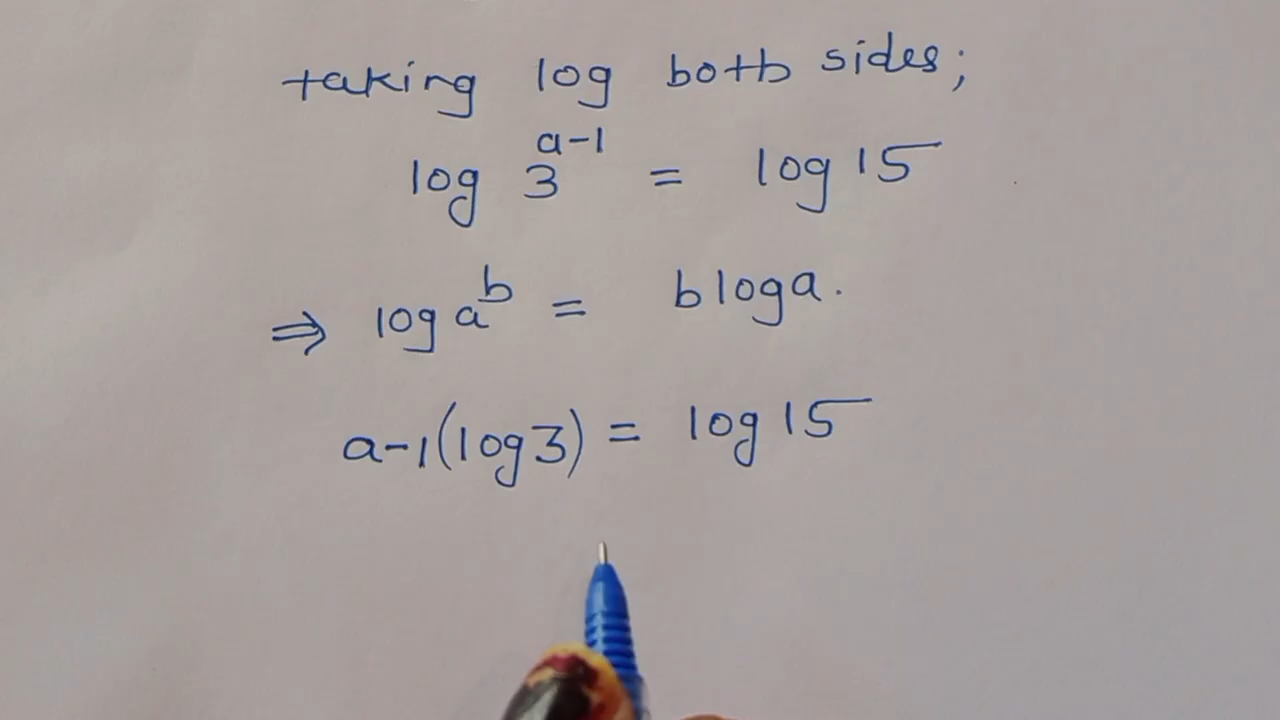 taking log both sides;
log 3^{a-1} = log 15
⇒ log a^b = b log a.
a-1(log 3) = log 15